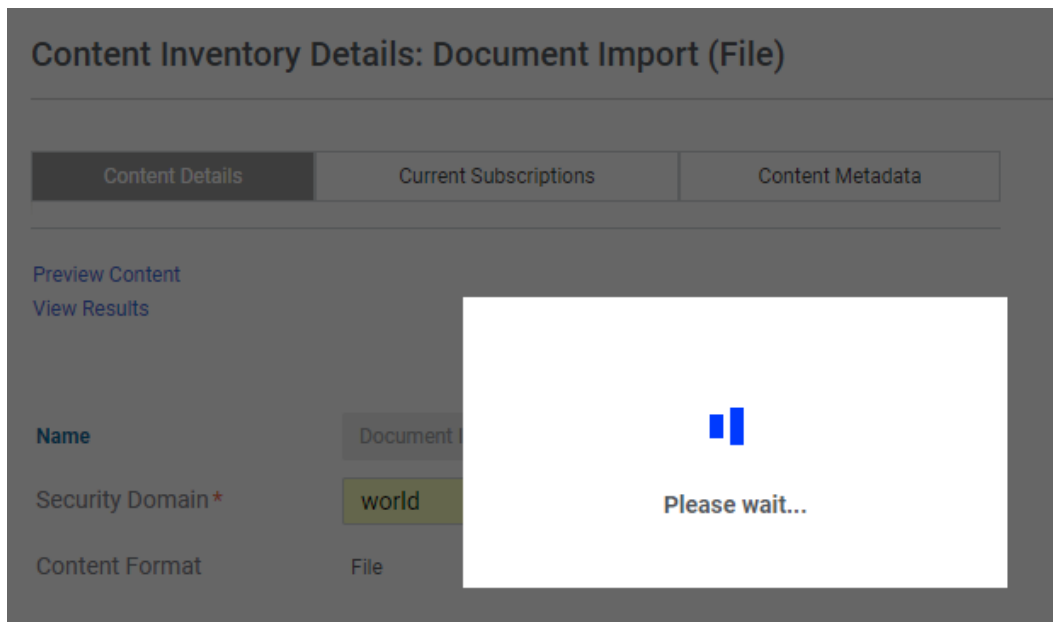 Content Inventory Details: Document Import (File)
Content Details
Current Subscriptions
Content Metadata
Preview Content
View Results
Name
Document
Security Domain*
world
Content Format
File
Please wait...